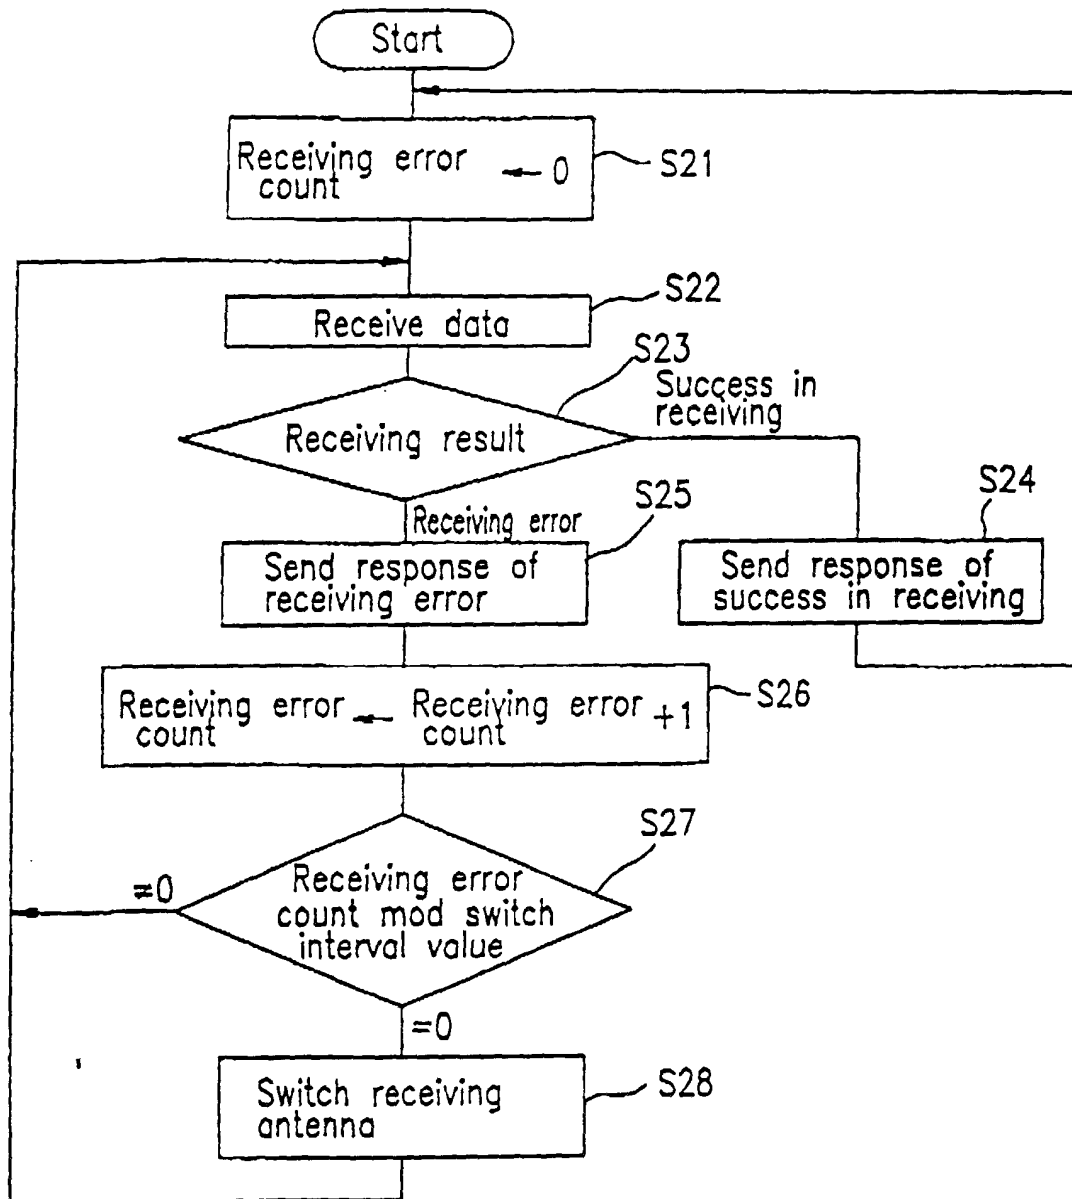 Start
Receiving error
count
← 0
S21
S22
Receive data
S23
Success in
receiving
Receiving result
S25
Receiving error
S24
Send response of
receiving error
Send response of
success in receiving
S26
Receiving error
count
←
Receiving error
count
+1
S27
≠0
Receiving error
count mod switch
interval value
=0
S28
Switch receiving
antenna